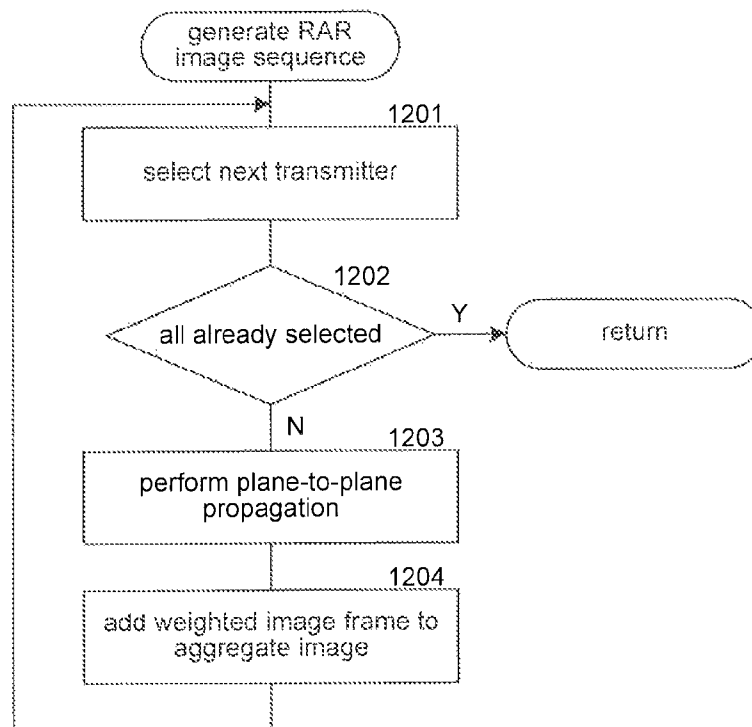 generate RAR
image sequence
1201
select next transmitter
1202
all already selected
Y
return
N
1203
perform plane-to-plane
propagation
1204
add weighted image frame to
aggregate image